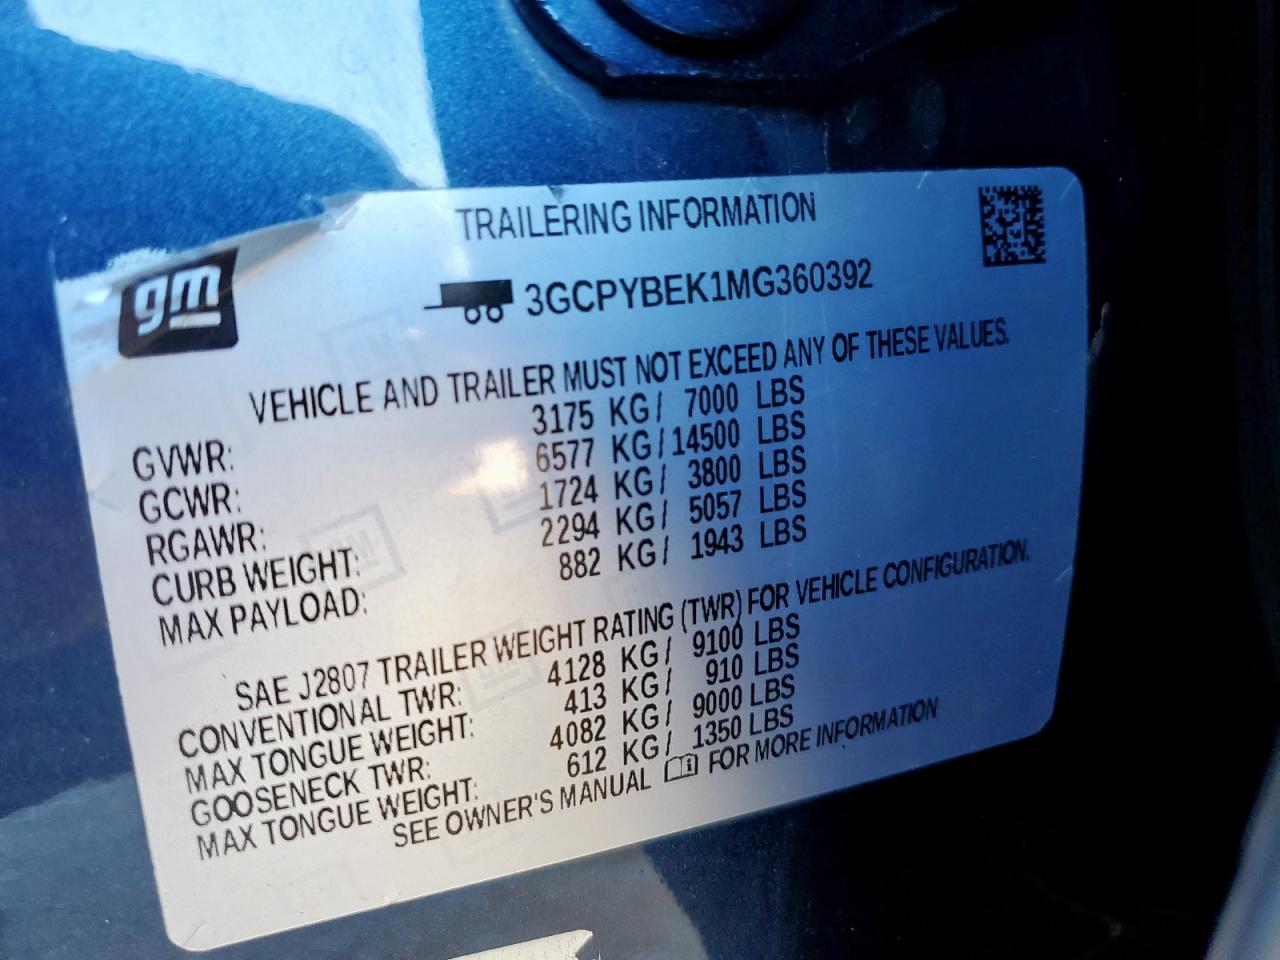 TRAILERING INFORMATION
gm
3GCPYBEK1MG360392
VEHICLE AND TRAILER MUST NOT EXCEED ANY OF THESE VALUES.
GVWR: 3175 KG/ 7000 LBS
GCWR: 6577 KG/ 14500 LBS
RGAWR: 1724 KG/ 3800 LBS
CURB WEIGHT: 2294 KG/ 5057 LBS
MAX PAYLOAD: 882 KG/ 1943 LBS
SAE J2807 TRAILER WEIGHT RATING (TWR) FOR VEHICLE CONFIGURATION.
CONVENTIONAL TWR: 4128 KG/ 9100 LBS
MAX TONGUE WEIGHT: 413 KG/ 910 LBS
GOOSENECK TWR: 4082 KG/ 9000 LBS
MAX TONGUE WEIGHT: 612 KG/ 1350 LBS
SEE OWNER'S MANUAL FOR MORE INFORMATION